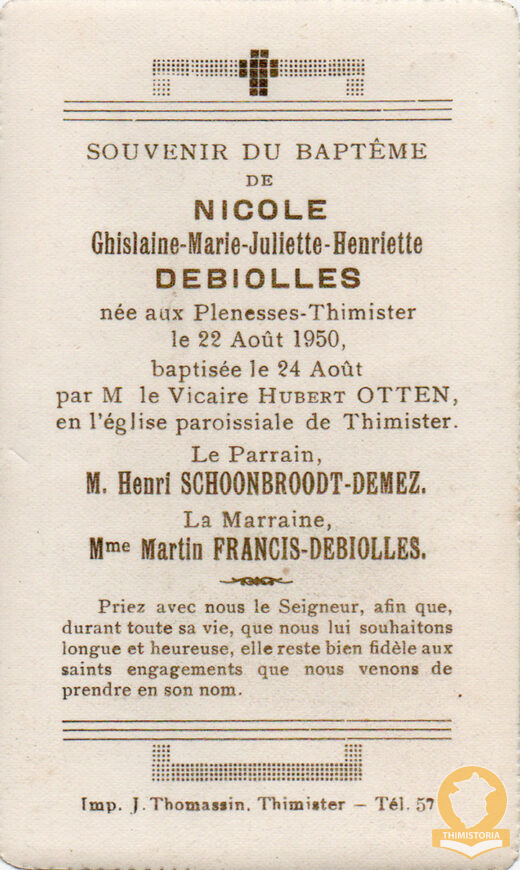 SOUVENIR DU BAPTÊME
DE
NICOLE
Ghislaine-Marie-Juliette-Henriette
DEBIOLLES
née aux Plenesses-Thimister
le 22 Août 1950,
baptisée le 24 Août
par M le Vicaire HUBERT OTTEN,
en l'église paroissiale de Thimister.
Le Parrain,
M. Henri SCHOONBROODT-DEMEZ.
La Marraine,
Mme Martin FRANCIS-DEBIOLLES.
Priez avec nous le Seigneur, afin que,
durant toute sa vie, que nous lui souhaitons
longue et heureuse, elle reste bien fidèle aux
saints engagements que nous venons de
prendre en son nom.
Imp. J. Thomassin, Thimister – Tél. 57
THIMISTORIA